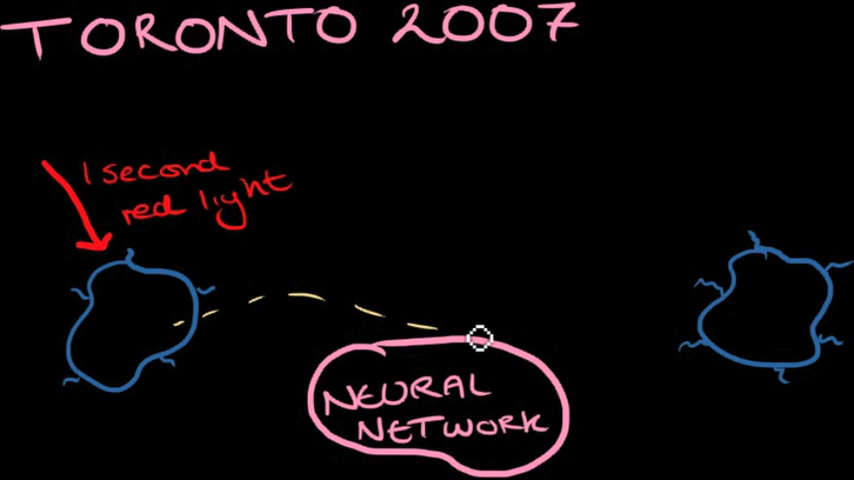 TORONTO 2007
1 second
red light
NEURAL
NETWORK